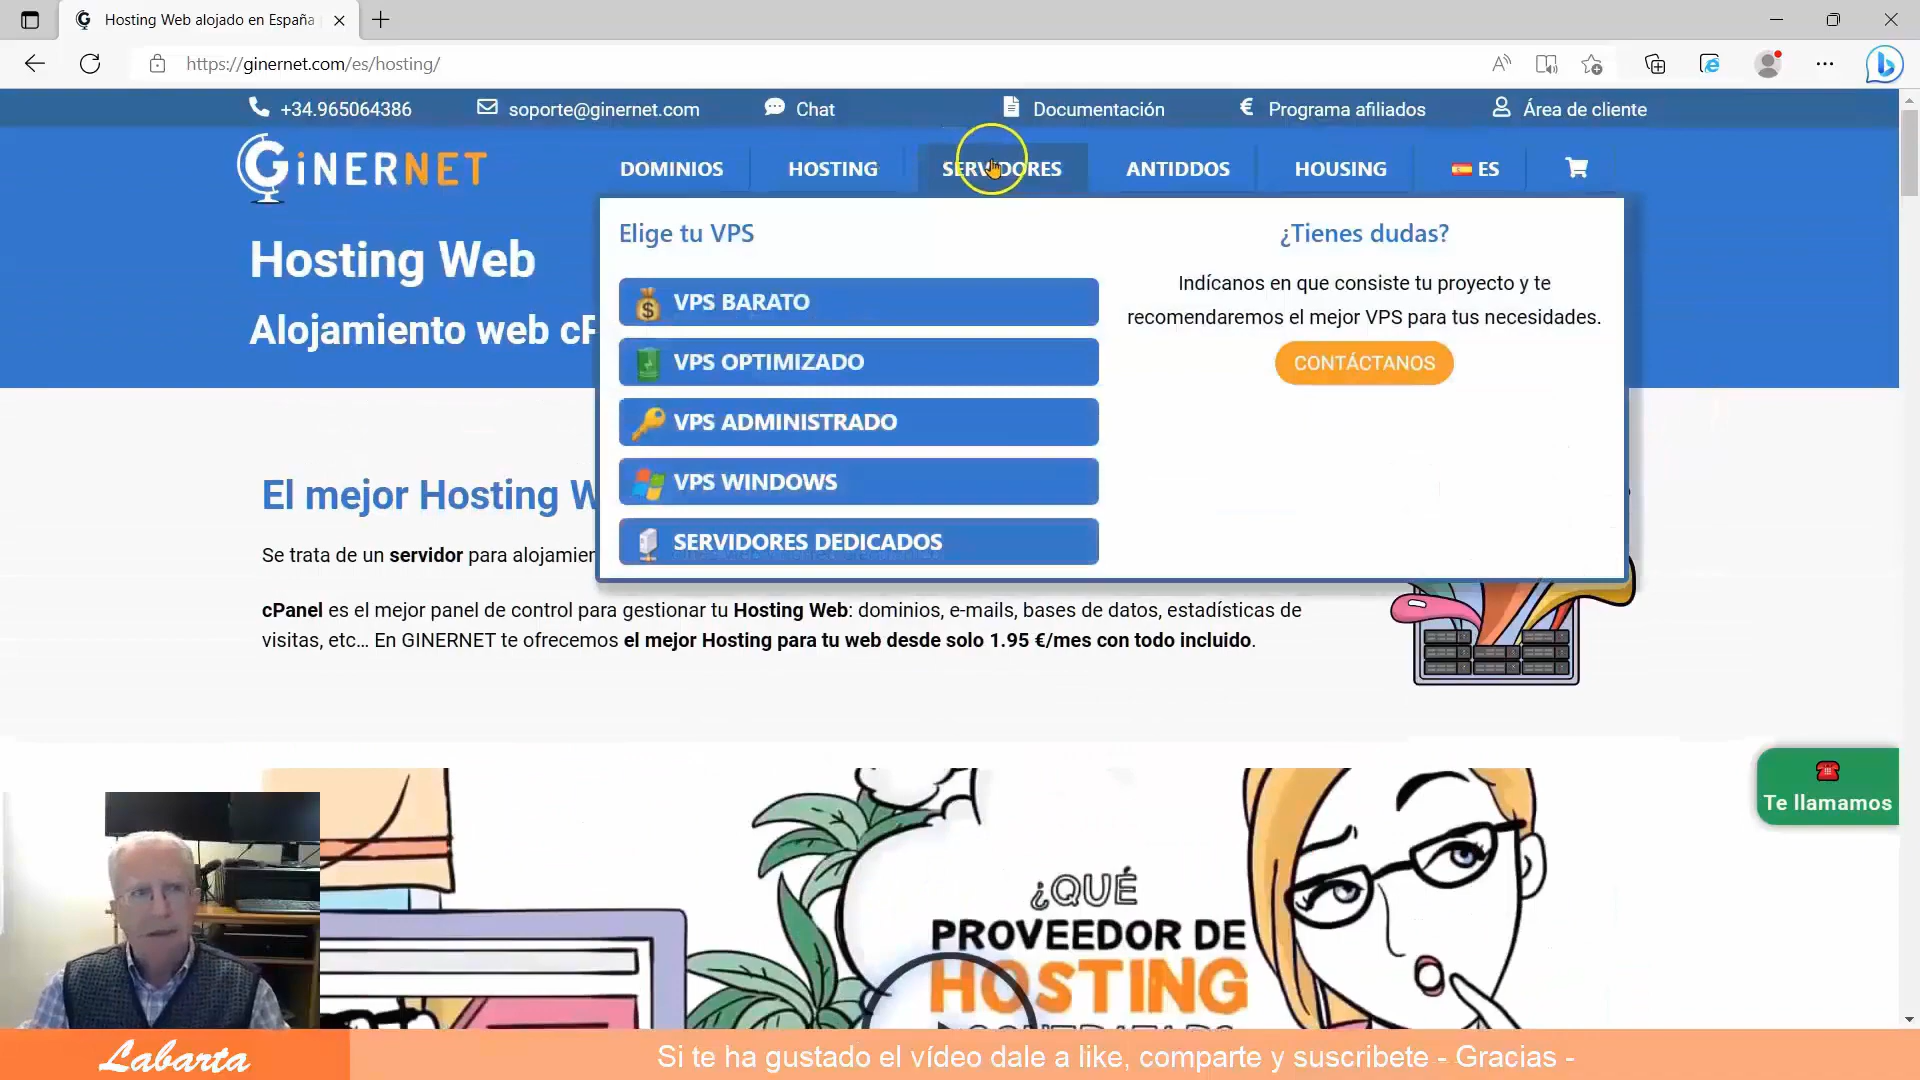 Hosting Web alojado en España
https://ginernet.com/es/hosting/
+34.965064386 soporte@ginernet.com Chat Documentación Programa afiliados Área de cliente
GiNERNET DOMINIOS HOSTING SERVIDORES ANTIDDOS HOUSING ES
Elige tu VPS
VPS BARATO
VPS OPTIMIZADO
VPS ADMINISTRADO
VPS WINDOWS
SERVIDORES DEDICADOS
¿Tienes dudas?
Indícanos en que consiste tu proyecto y te
recomendaremos el mejor VPS para tus necesidades.
CONTÁCTANOS
Hosting Web
Alojamiento web cP
El mejor Hosting W
Se trata de un servidor para alojamien
cPanel es el mejor panel de control para gestionar tu Hosting Web: dominios, e-mails, bases de datos, estadísticas de
visitas, etc... En GINERNET te ofrecemos el mejor Hosting para tu web desde solo 1.95 €/mes con todo incluido.
Te llamamos
¿QUÉ
PROVEEDOR DE
HOSTING
Labarta
Si te ha gustado el vídeo dale a like, comparte y suscribete - Gracias -